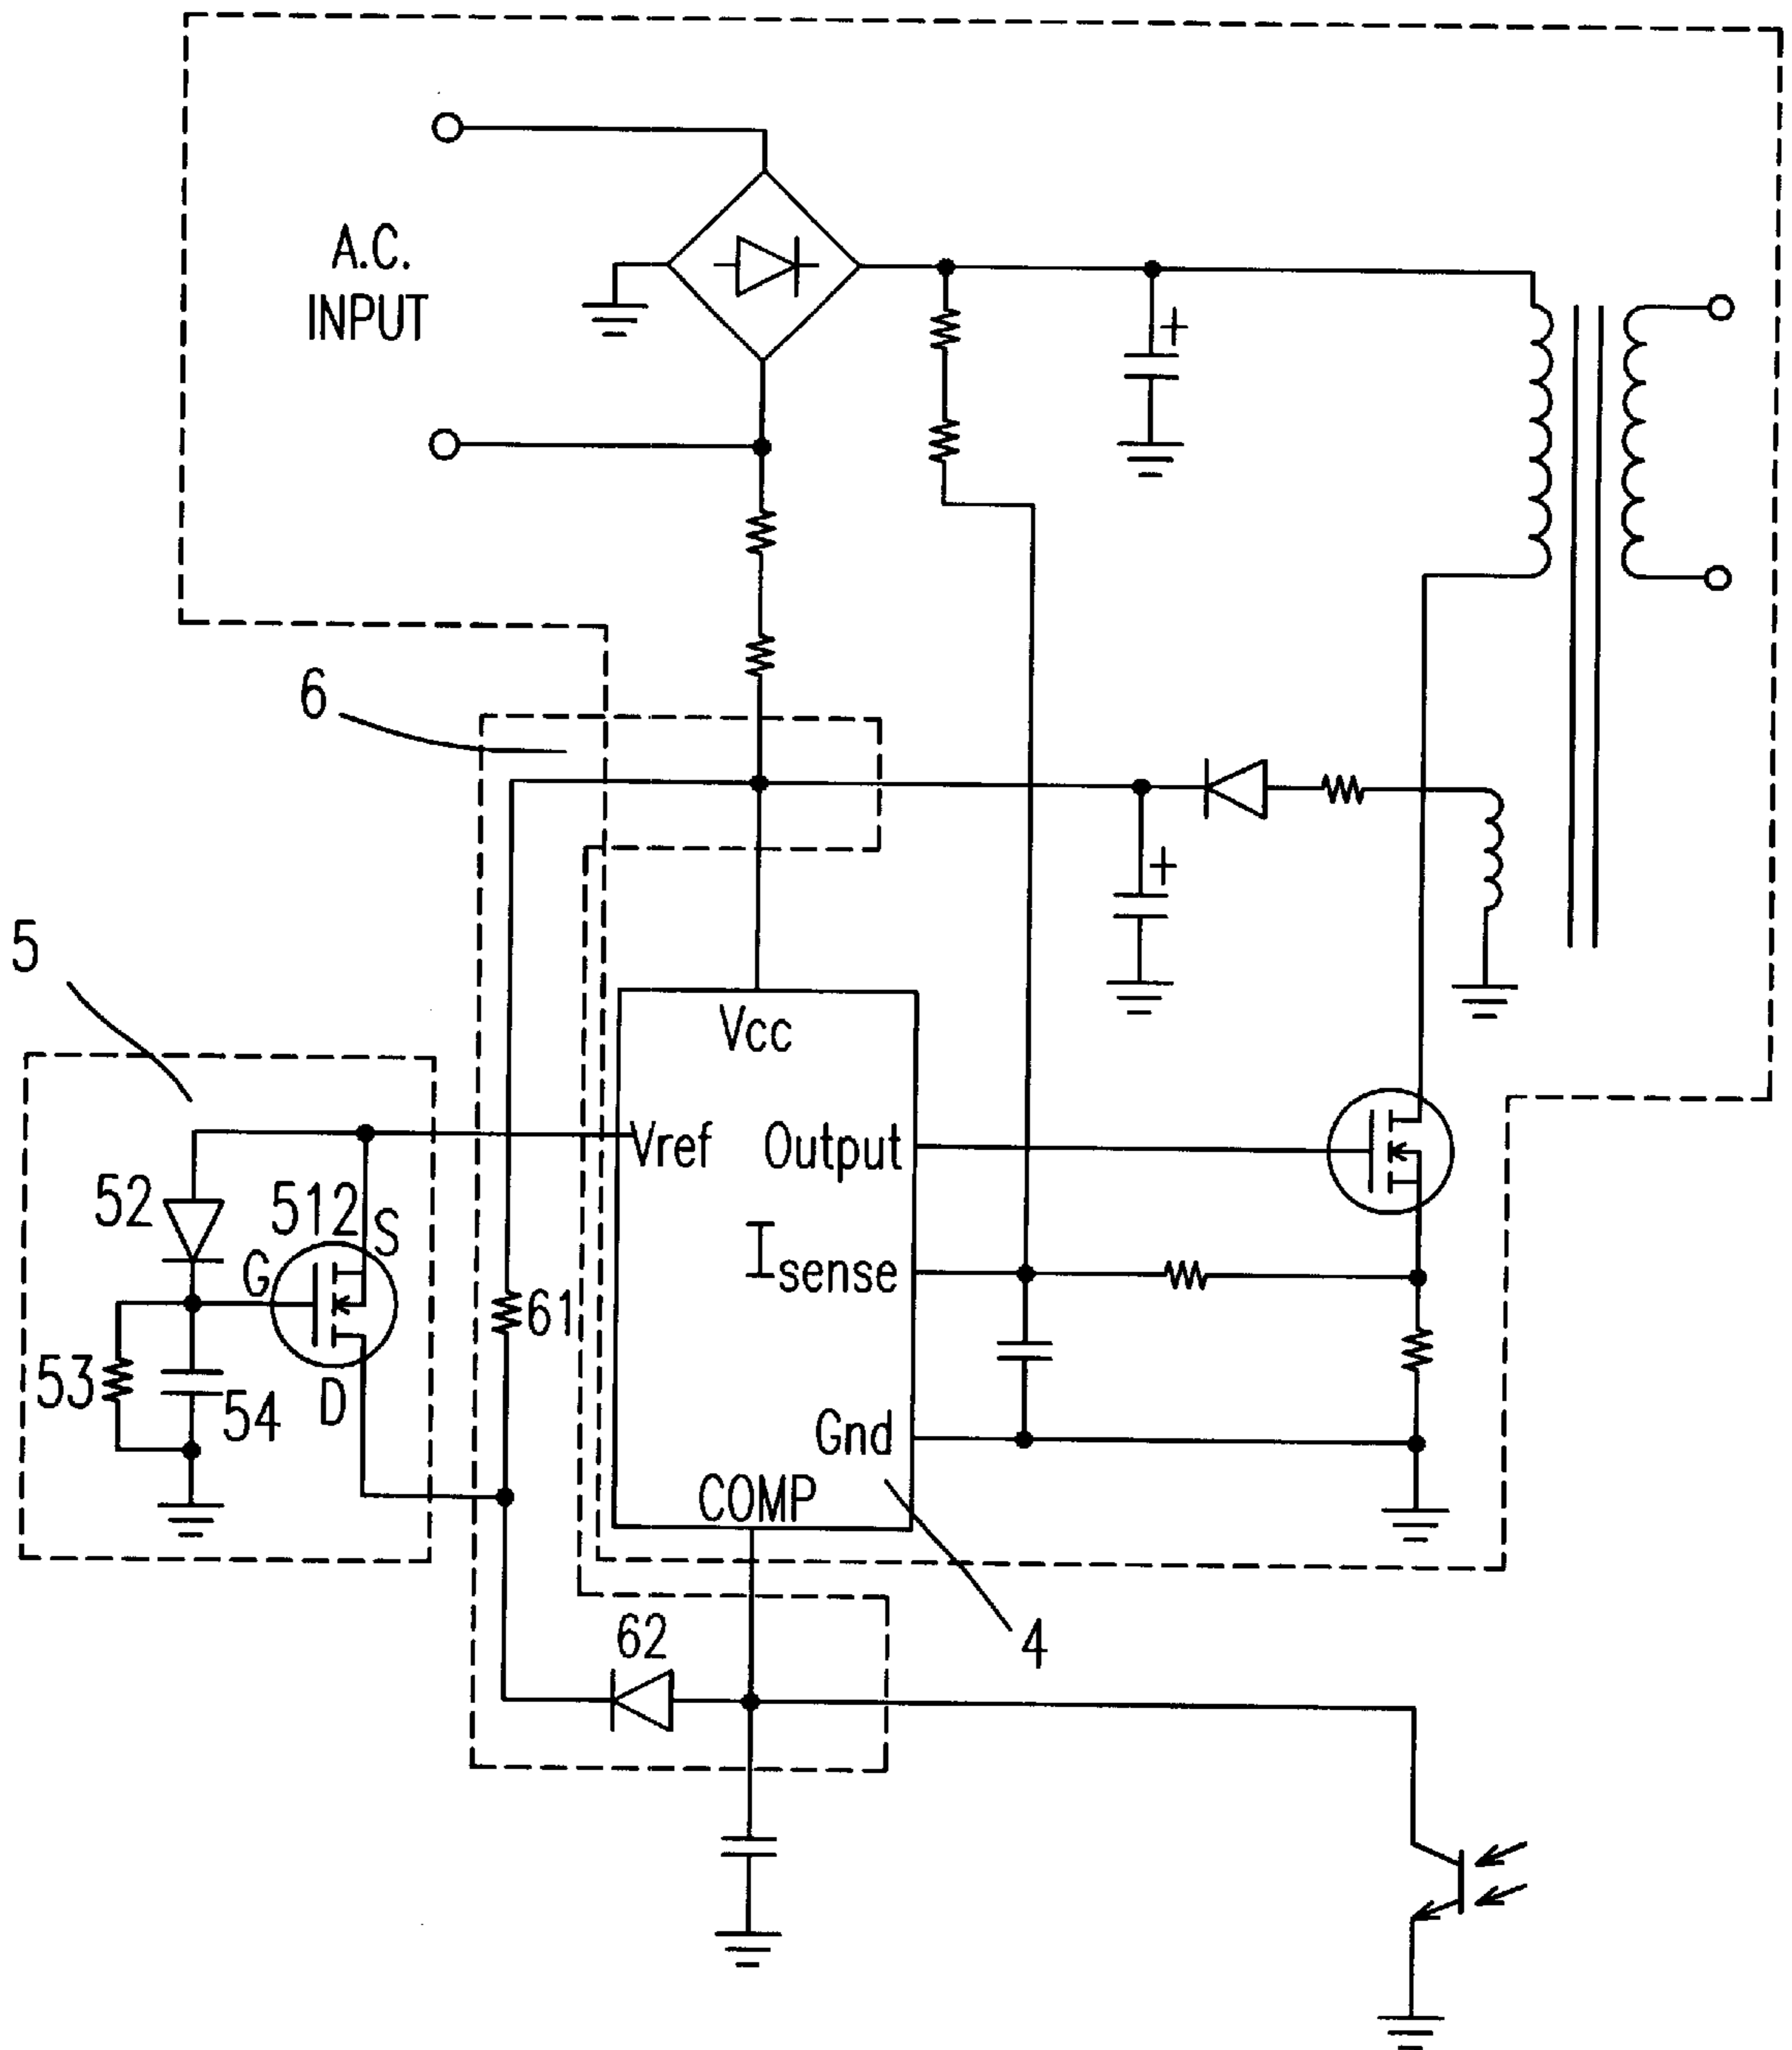 A.C.
INPUT
+
6
+
5
Vcc
Vref
Output
52
512
S
G
Isense
61
53
54
D
Gnd
COMP
62
4